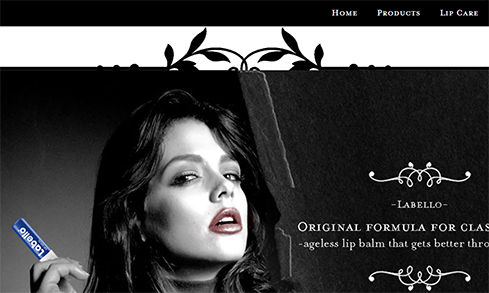 Home Products Lip Care
-Labello-
Original formula for clas
-ageless lip balm that gets better thro
Labello